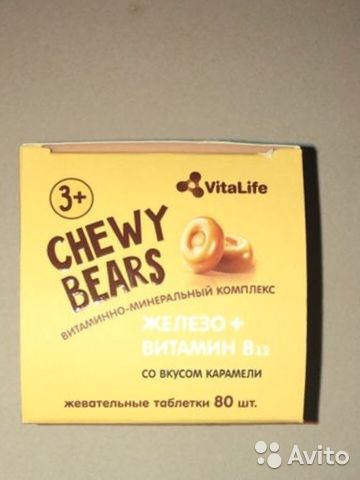 3+
VitaLife
CHEWY
BEARS
ВИТАМИННО-МИНЕРАЛЬНЫЙ КОМПЛЕКС
ЖЕЛЕЗО +
ВИТАМИН B12
СО ВКУСОМ КАРАМЕЛИ
жевательные таблетки 80 шт.
Avito